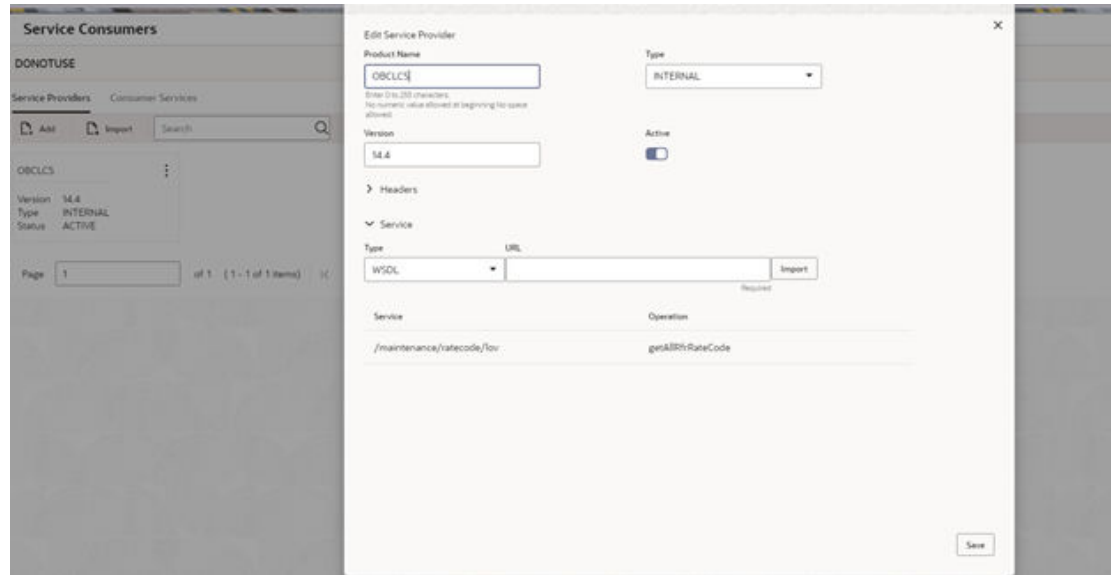 Service Consumers
DONOTUSE
Service Providers Consumer Services
Add Import Search
OBCLCS
Version 14.4
Type INTERNAL
Status ACTIVE
Page 1 of 1 (1 - 1 of 1 items)
Edit Service Provider
Product Name
OBCLCS
Enter 0 to 255 characters.
No numeric value allowed at beginning No space
allowed.
Type
INTERNAL
Version
14.4
Active
Headers
Service
Type URL
WSDL Import
Required
Service Operation
/maintenance/ratecode/lov getAllRfrRateCode
Save